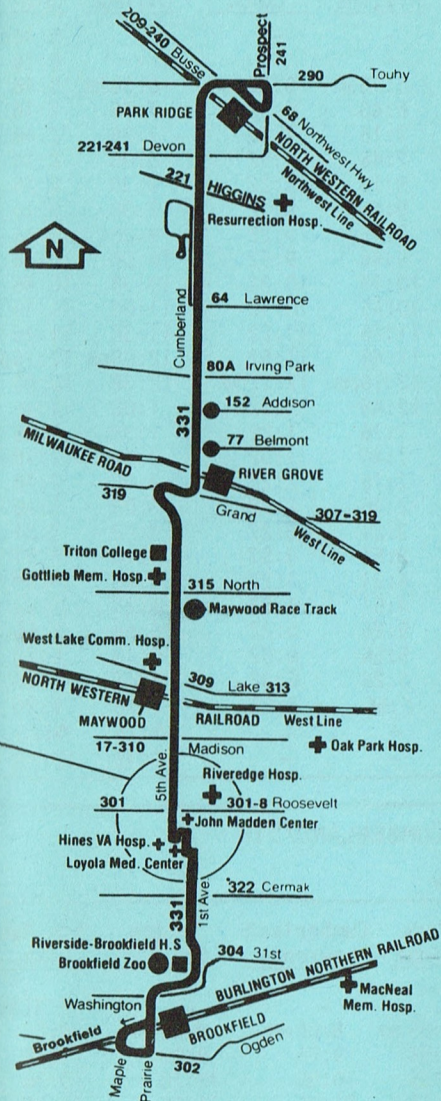 209-240 Busse
Prospect
241
290 Touhy
PARK RIDGE
68 Northwest Hwy
NORTH WESTERN RAILROAD
Northwest Line
221-241 Devon
221 HIGGINS
Resurrection Hosp.
N
64 Lawrence
Cumberland
80A Irving Park
152 Addison
331
77 Belmont
MILWAUKEE ROAD
RIVER GROVE
319
Grand
307-319
West Line
Triton College
Gottlieb Mem. Hosp.
315 North
Maywood Race Track
West Lake Comm. Hosp.
309 Lake 313
NORTH WESTERN
MAYWOOD
RAILROAD West Line
17-310
Madison
Oak Park Hosp.
5th Ave.
Riveredge Hosp.
301
301-8 Roosevelt
John Madden Center
Hines VA Hosp.
Loyola Med. Center
322 Cermak
1st Ave.
331
Riverside-Brookfield H.S
Brookfield Zoo
304 31st
BURLINGTON NORTHERN RAILROAD
MacNeal
Mem. Hosp.
Washington
Brookfield
BROOKFIELD
Ogden
302
Maple
Prairie